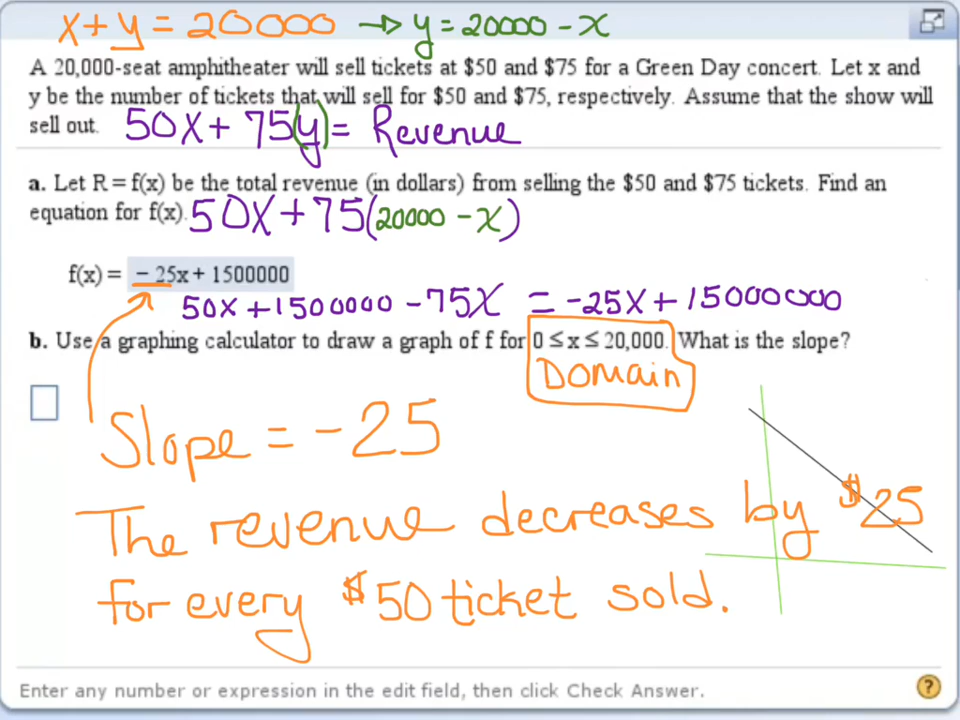 x + y = 20000 → y = 20000 - x
A 20,000-seat amphitheater will sell tickets at $50 and $75 for a Green Day concert. Let x and
y be the number of tickets that will sell for $50 and $75, respectively. Assume that the show will
sell out. 50x + 75(y) = Revenue
a. Let R = f(x) be the total revenue (in dollars) from selling the $50 and $75 tickets. Find an
equation for f(x). 50x + 75(20000 - x)
f(x) = - 25x + 1500000
50x + 1500000 - 75x = -25x + 15000000
b. Use a graphing calculator to draw a graph of f for 0 ≤ x ≤ 20,000. What is the slope?
Domain
Slope = -25
The revenue decreases by $25
for every $50 ticket sold.
Enter any number or expression in the edit field, then click Check Answer.
?